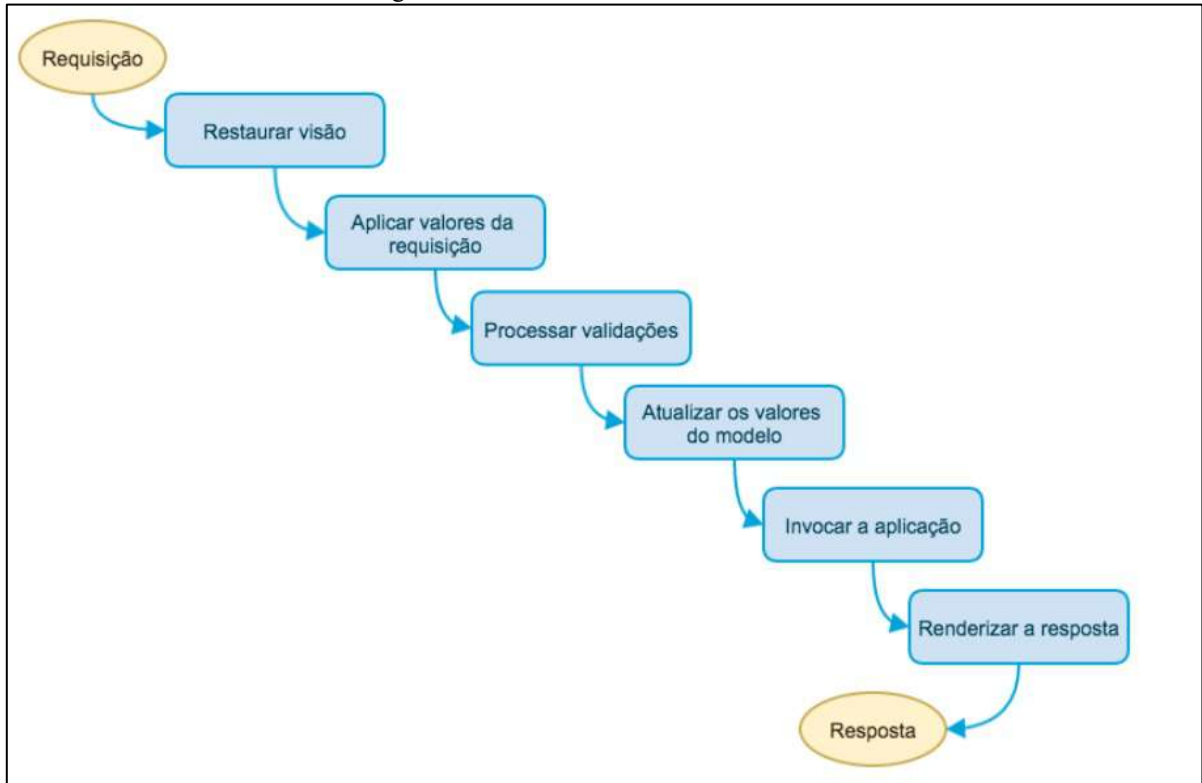 Requisição
Restaurar visão
Aplicar valores da
requisição
Processar validações
Atualizar os valores
do modelo
Invocar a aplicação
Renderizar a resposta
Resposta